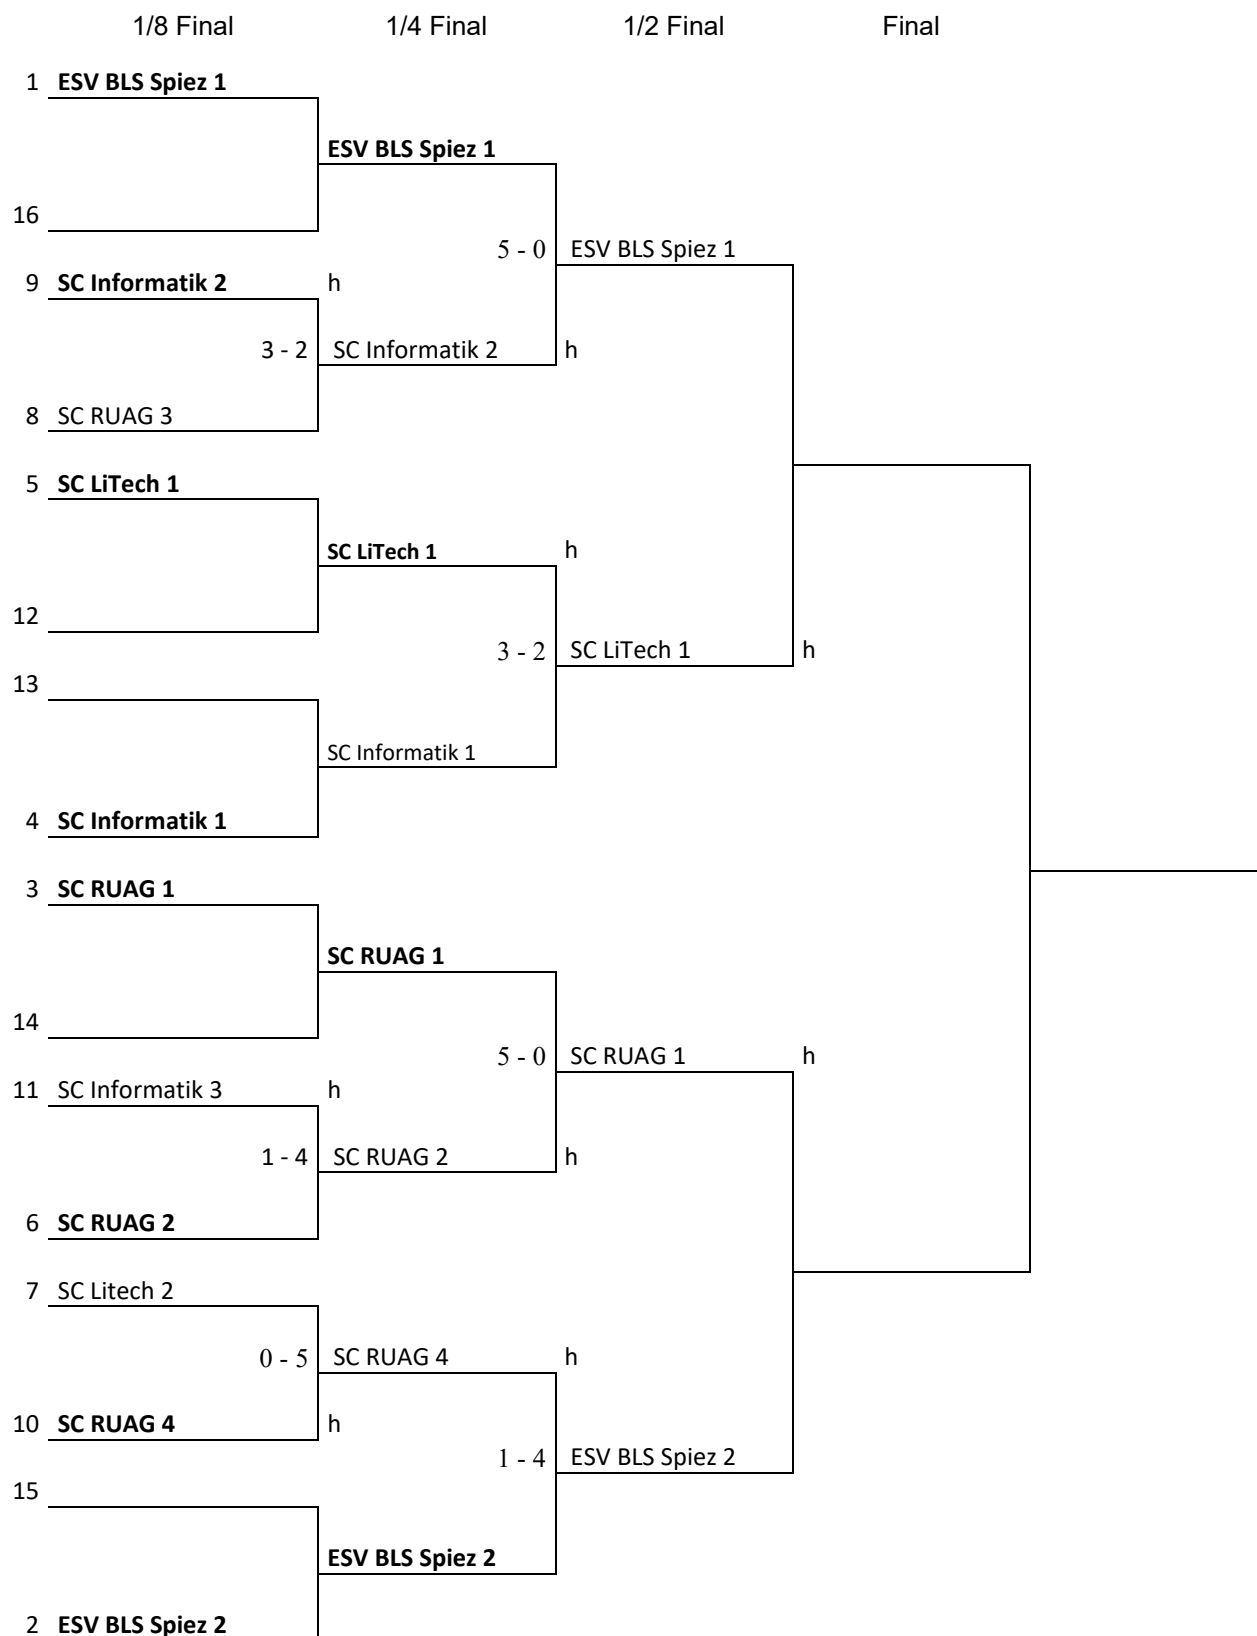 1/8 Final 1/4 Final 1/2 Final Final
1 ESV BLS Spiez 1
ESV BLS Spiez 1
16
5 - 0 ESV BLS Spiez 1
9 SC Informatik 2 h
3 - 2 SC Informatik 2 h
8 SC RUAG 3
5 SC LiTech 1
SC LiTech 1 h
12
3 - 2 SC LiTech 1 h
13
SC Informatik 1
4 SC Informatik 1
3 SC RUAG 1
SC RUAG 1
14
5 - 0 SC RUAG 1 h
11 SC Informatik 3 h
1 - 4 SC RUAG 2 h
6 SC RUAG 2
7 SC Litech 2
0 - 5 SC RUAG 4 h
10 SC RUAG 4 h
1 - 4 ESV BLS Spiez 2
15
ESV BLS Spiez 2
2 ESV BLS Spiez 2